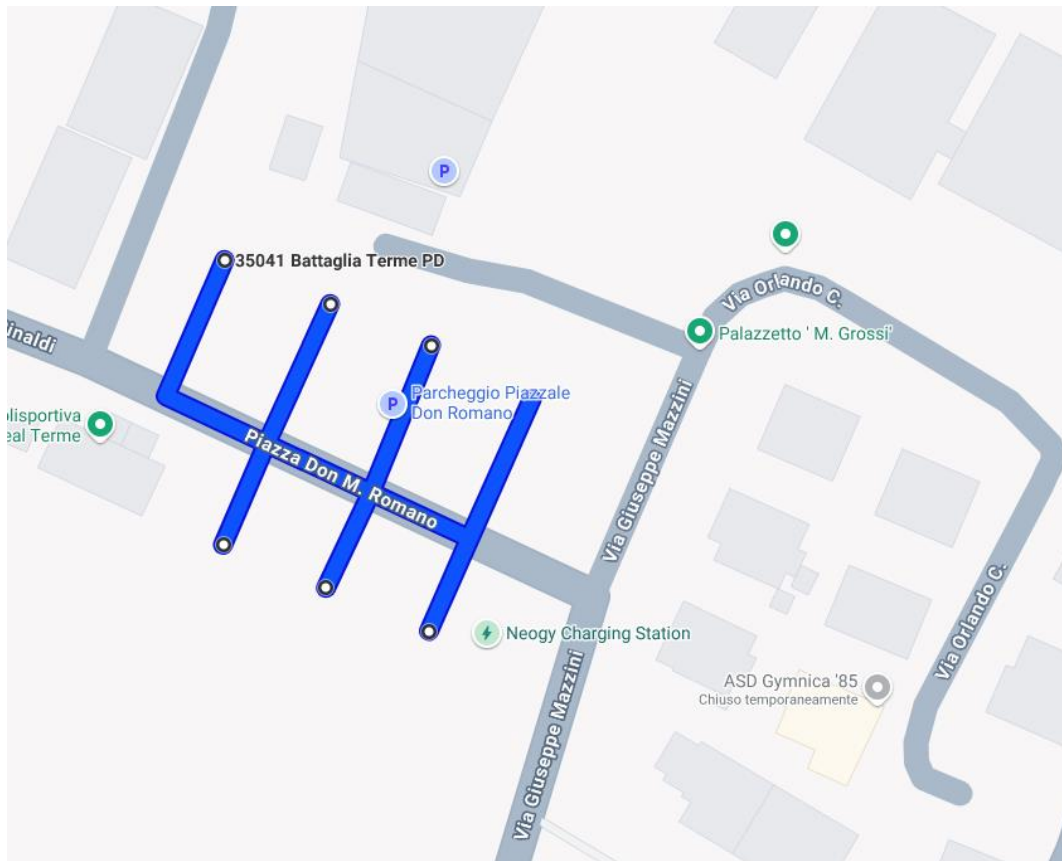 P
35041 Battaglia Terme PD
Via Orlando C.
Palazzetto ' M. Grossi'
inaldi
P
Parcheggio Piazzale
Don Romano
olisportiva
eal Terme
Piazza Don M. Romano
Via Giuseppe Mazzini
Via Orlando C.
Neogy Charging Station
ASD Gymnica '85
Chiuso temporaneamente
Via Giuseppe Mazzini